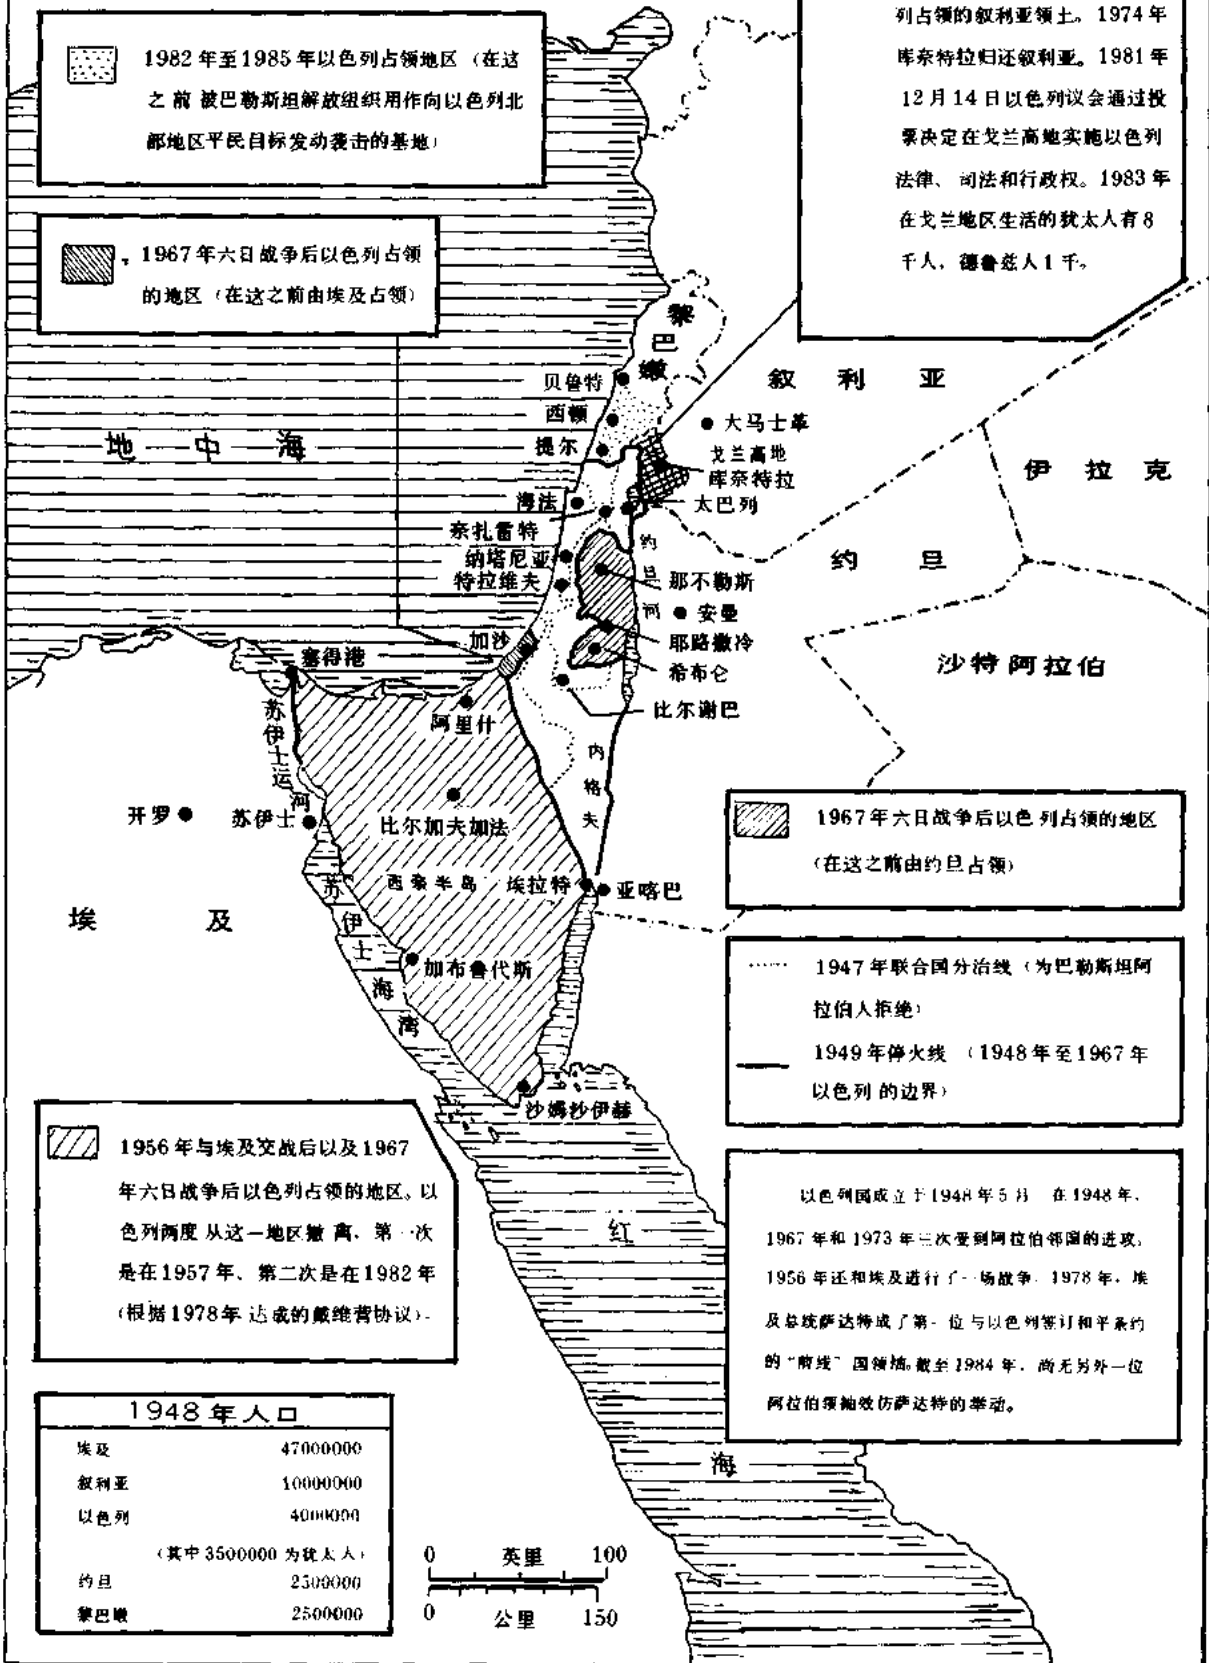 1982年至1985年以色列占领地区（在这
之前被巴勒斯坦解放组织用作向以色列北
部地区平民目标发动袭击的基地）
1967年六日战争后以色列占领
的地区（在这之前由埃及占领）
列占领的叙利亚领土。1974年
库奈特拉归还叙利亚。1981年
12月14日以色列议会通过投
票决定在戈兰高地实施以色列
法律、司法和行政权。1983年
在戈兰地区生活的犹太人有8
千人，德鲁兹人1千。
黎巴嫩
贝鲁特
西顿
提尔
叙利亚
大马士革
戈兰高地
库奈特拉
太巴列
伊拉克
地中海
海法
奈扎雷特
纳塔尼亚
特拉维夫
约旦河
约旦
那不勒斯
安曼
耶路撒冷
希布仑
加沙
塞得港
比尔谢巴
沙特阿拉伯
阿里什
苏伊士运河
内格夫
开罗
苏伊士
比尔加夫加法
西奈半岛
埃拉特
亚喀巴
埃及
苏伊士海湾
加布鲁代斯
沙姆沙伊赫
红海
1967年六日战争后以色列占领的地区
（在这之前由约旦占领）
1947年联合国分治线（为巴勒斯坦阿
拉伯人拒绝）
1949年停火线（1948年至1967年
以色列的边界）
1956年与埃及交战后以及1967
年六日战争后以色列占领的地区。以
色列两度从这一地区撤离，第一次
是在1957年、第二次是在1982年
（根据1978年达成的戴维营协议）.
以色列国成立于1948年5月 在1948年、
1967年和1973年三次受到阿拉伯邻国的进攻，
1956年还和埃及进行了一场战争。1978年，埃
及总统萨达特成了第一位与以色列签订和平条约
的“前线”国领袖。截至1984年，尚无另外一位
阿拉伯领袖效仿萨达特的举动。
1948年人口
埃及 47000000
叙利亚 10000000
以色列 4000000
（其中3500000为犹太人）
约旦 2500000
黎巴嫩 2500000
0 英里 100
0 公里 150